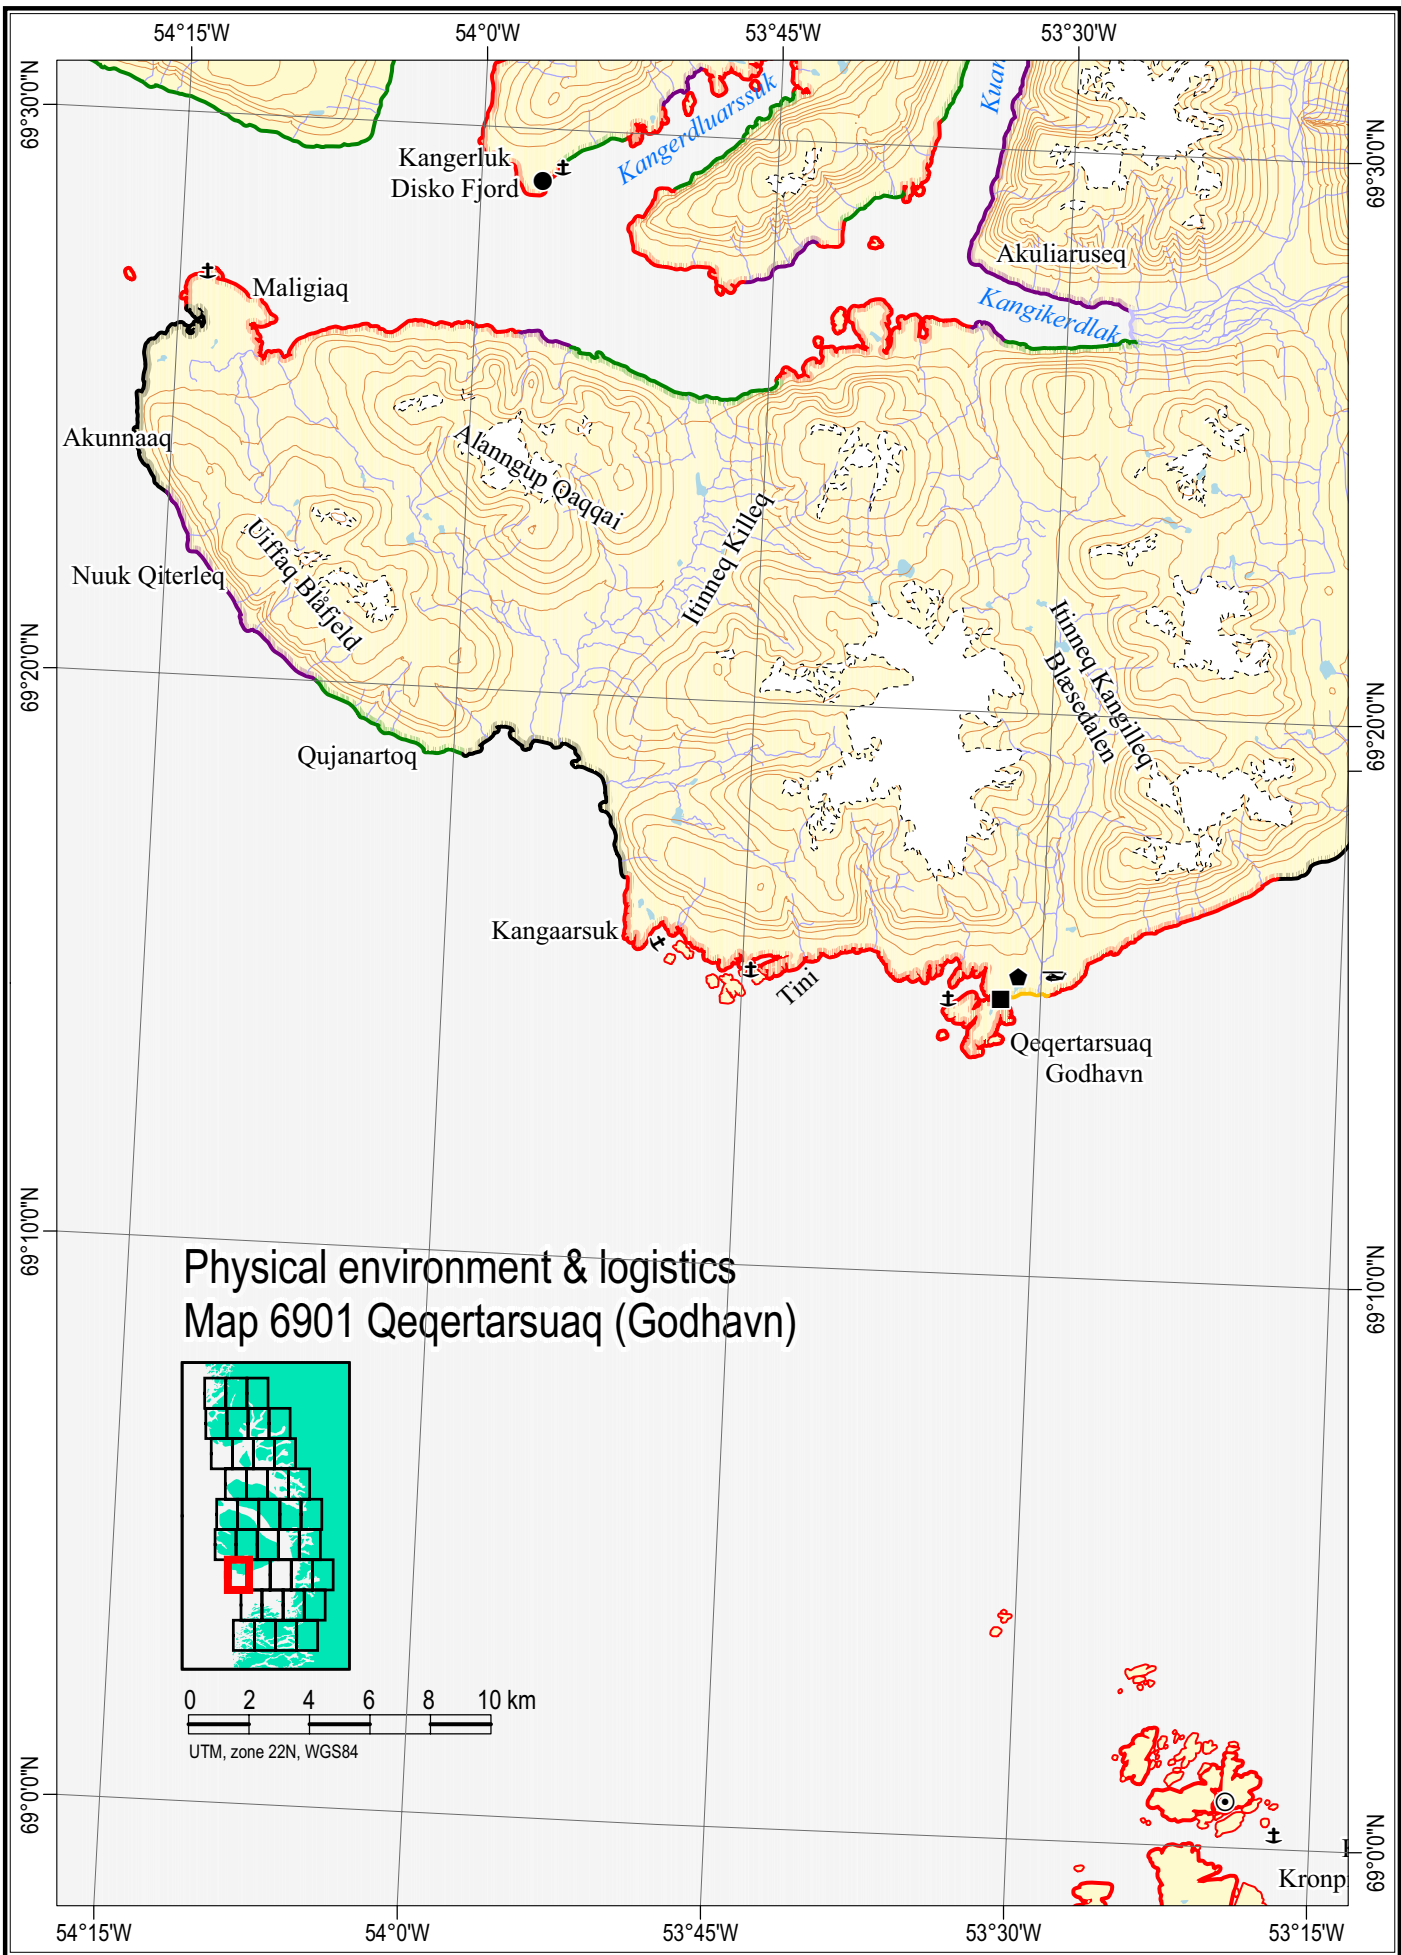 54°15'W
54°0'W
53°45'W
53°30'W
69°30'0"N
69°30'0"N
Kangerdluarssuk
Kuan
Kangerluk
Disko Fjord
Akuliaruseq
Maligiaq
Kangikerdlak
Akunnaaq
Alanngup Qaqqai
Itinneq Killeq
Uiffaq Blåfjeld
Nuuk Qiterleq
Itinneq Kangilleq
Blæsedalen
69°20'0"N
69°20'0"N
Qujanartoq
Kangaarsuk
Tini
Qeqertarsuaq
Godhavn
69°10'0"N
69°10'0"N
Physical environment & logistics
Map 6901 Qeqertarsuaq (Godhavn)
0 2 4 6 8 10 km
UTM, zone 22N, WGS84
69°0'0"N
69°0'0"N
Kronp
54°15'W
54°0'W
53°45'W
53°30'W
53°15'W